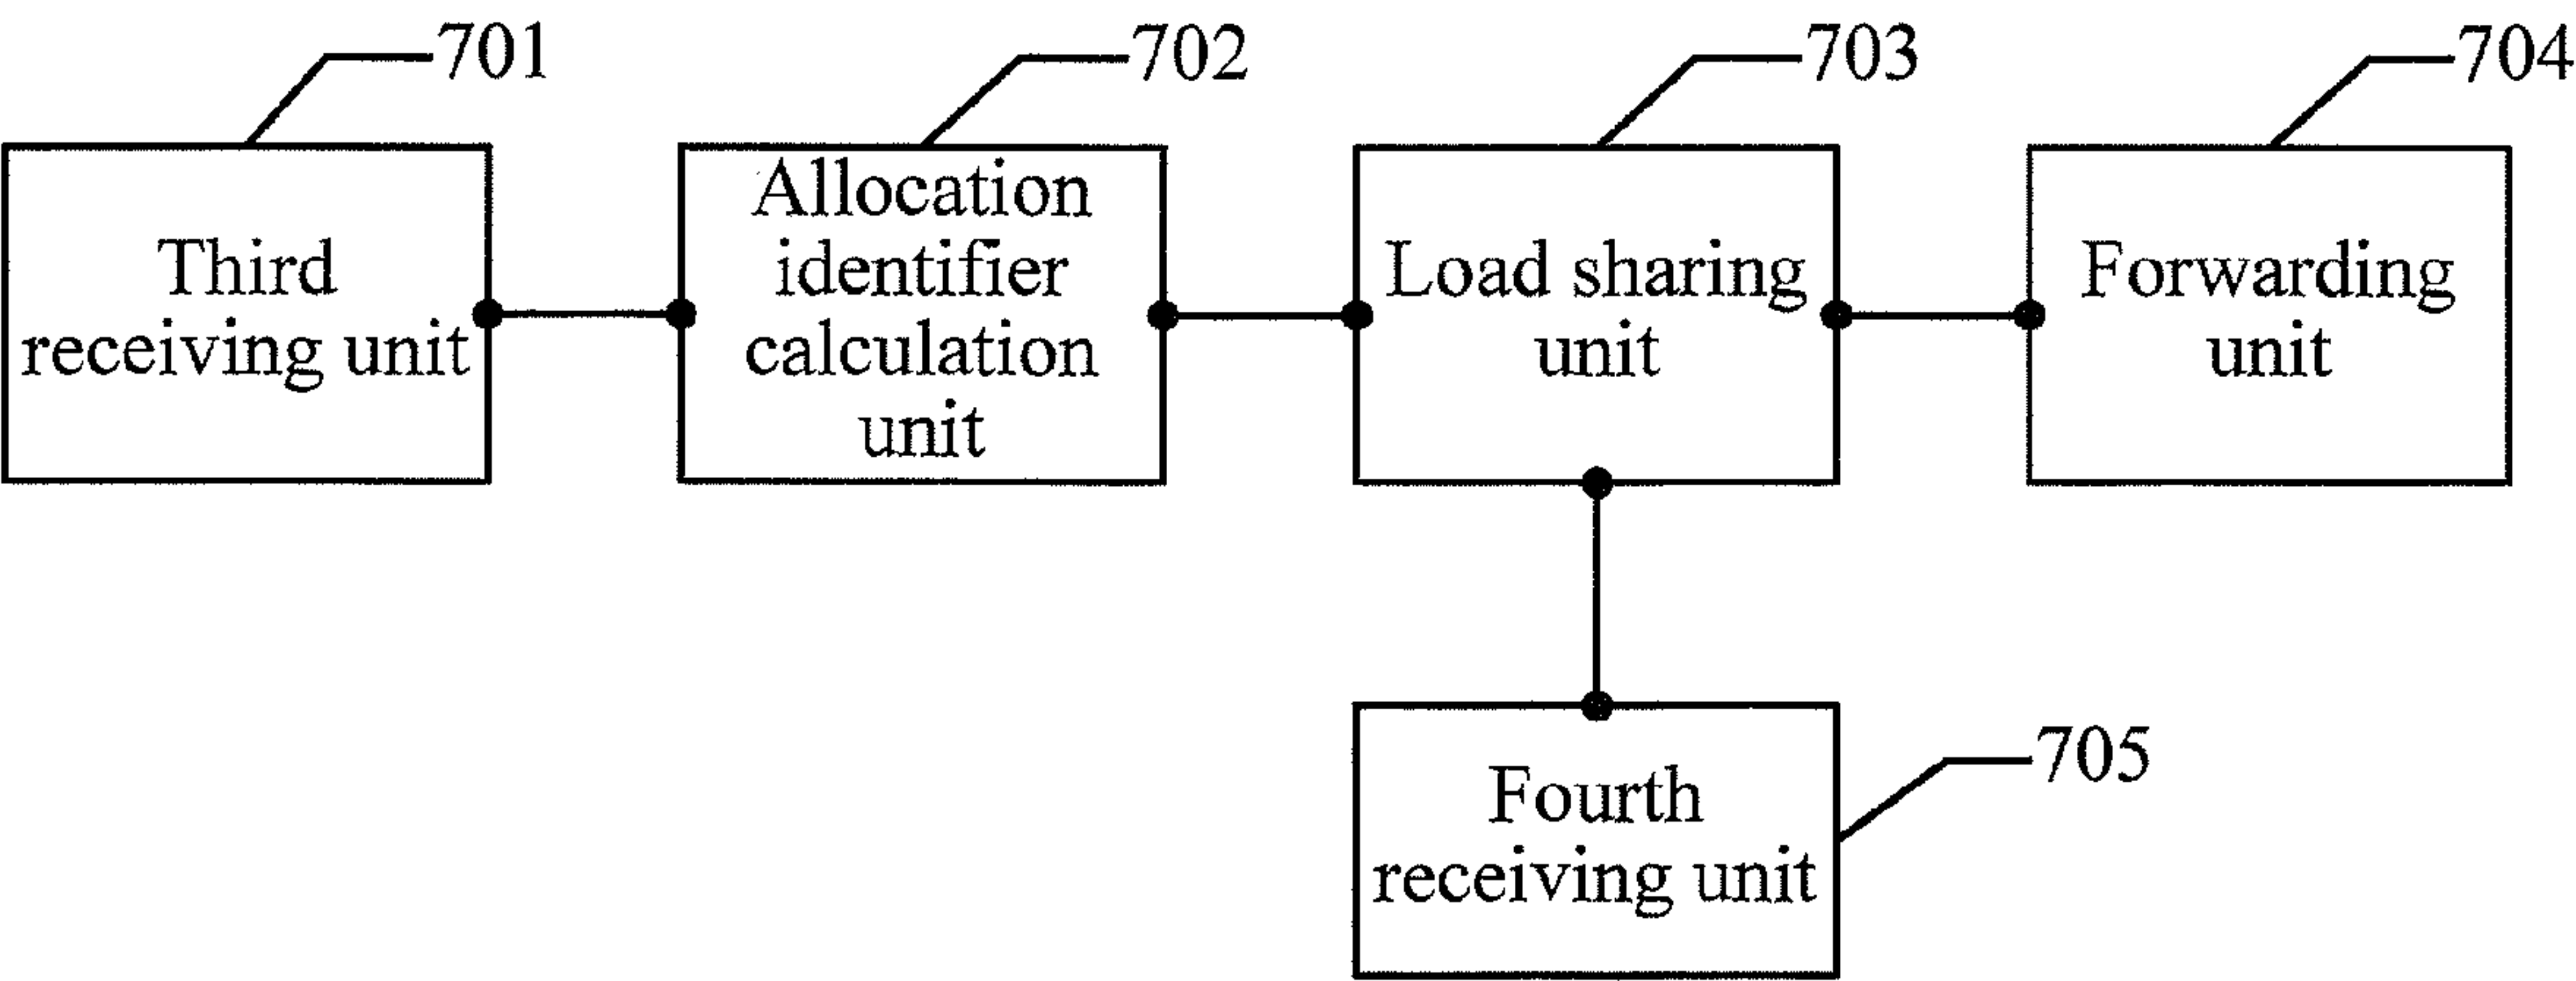 701
702
703
704
Third
receiving unit
Allocation
identifier
calculation
unit
Load sharing
unit
Forwarding
unit
705
Fourth
receiving unit